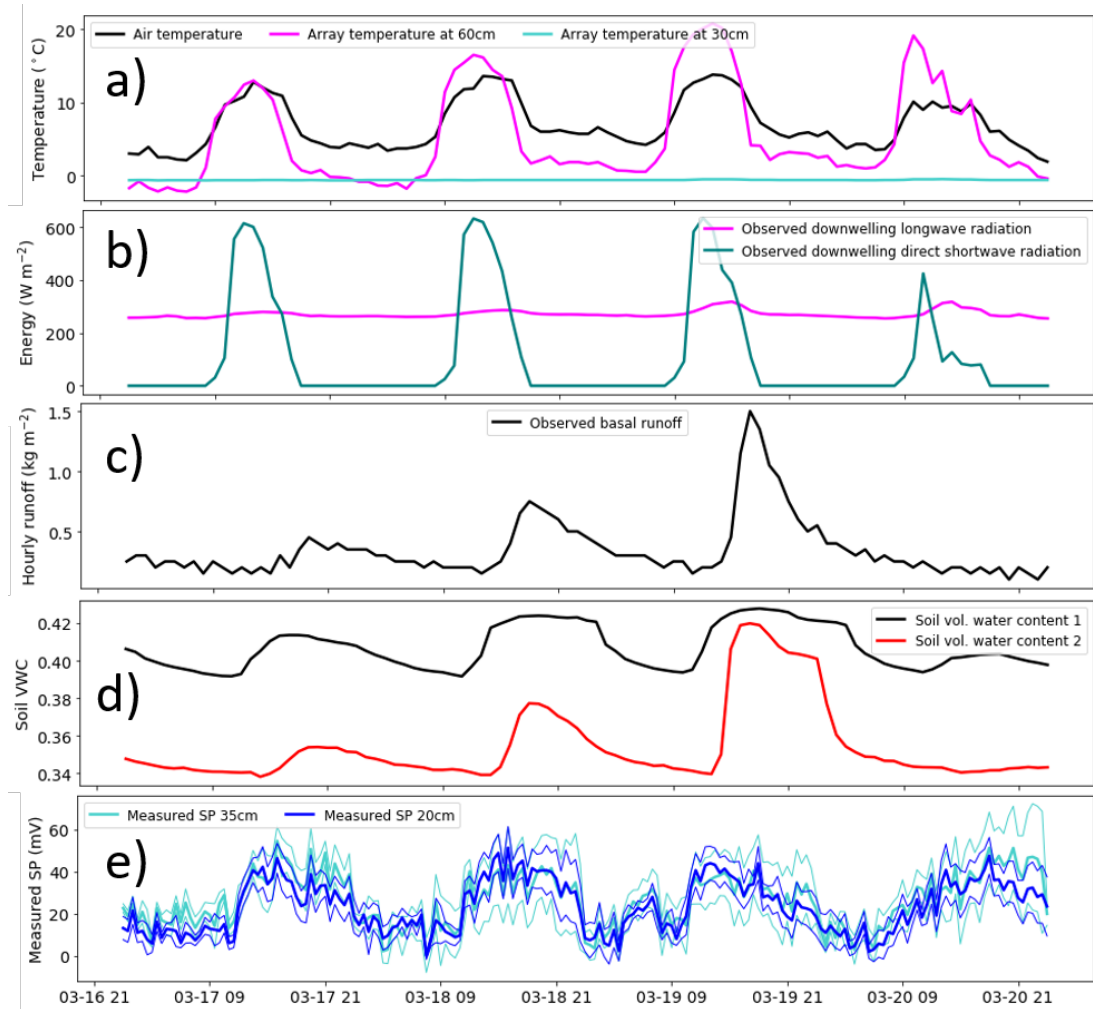 Air temperature
Array temperature at 60cm
Array temperature at 30cm
a)
Temperature (°C)
20
10
0
Observed downwelling longwave radiation
Observed downwelling direct shortwave radiation
b)
Energy (W m−2)
600
400
200
0
Observed basal runoff
c)
Hourly runoff (kg m−2)
1.5
1.0
0.5
Soil vol. water content 1
Soil vol. water content 2
d)
Soil VWC
0.42
0.40
0.38
0.36
0.34
Measured SP 35cm
Measured SP 20cm
e)
Measured SP (mV)
60
40
20
0
03-16 21
03-17 09
03-17 21
03-18 09
03-18 21
03-19 09
03-19 21
03-20 09
03-20 21